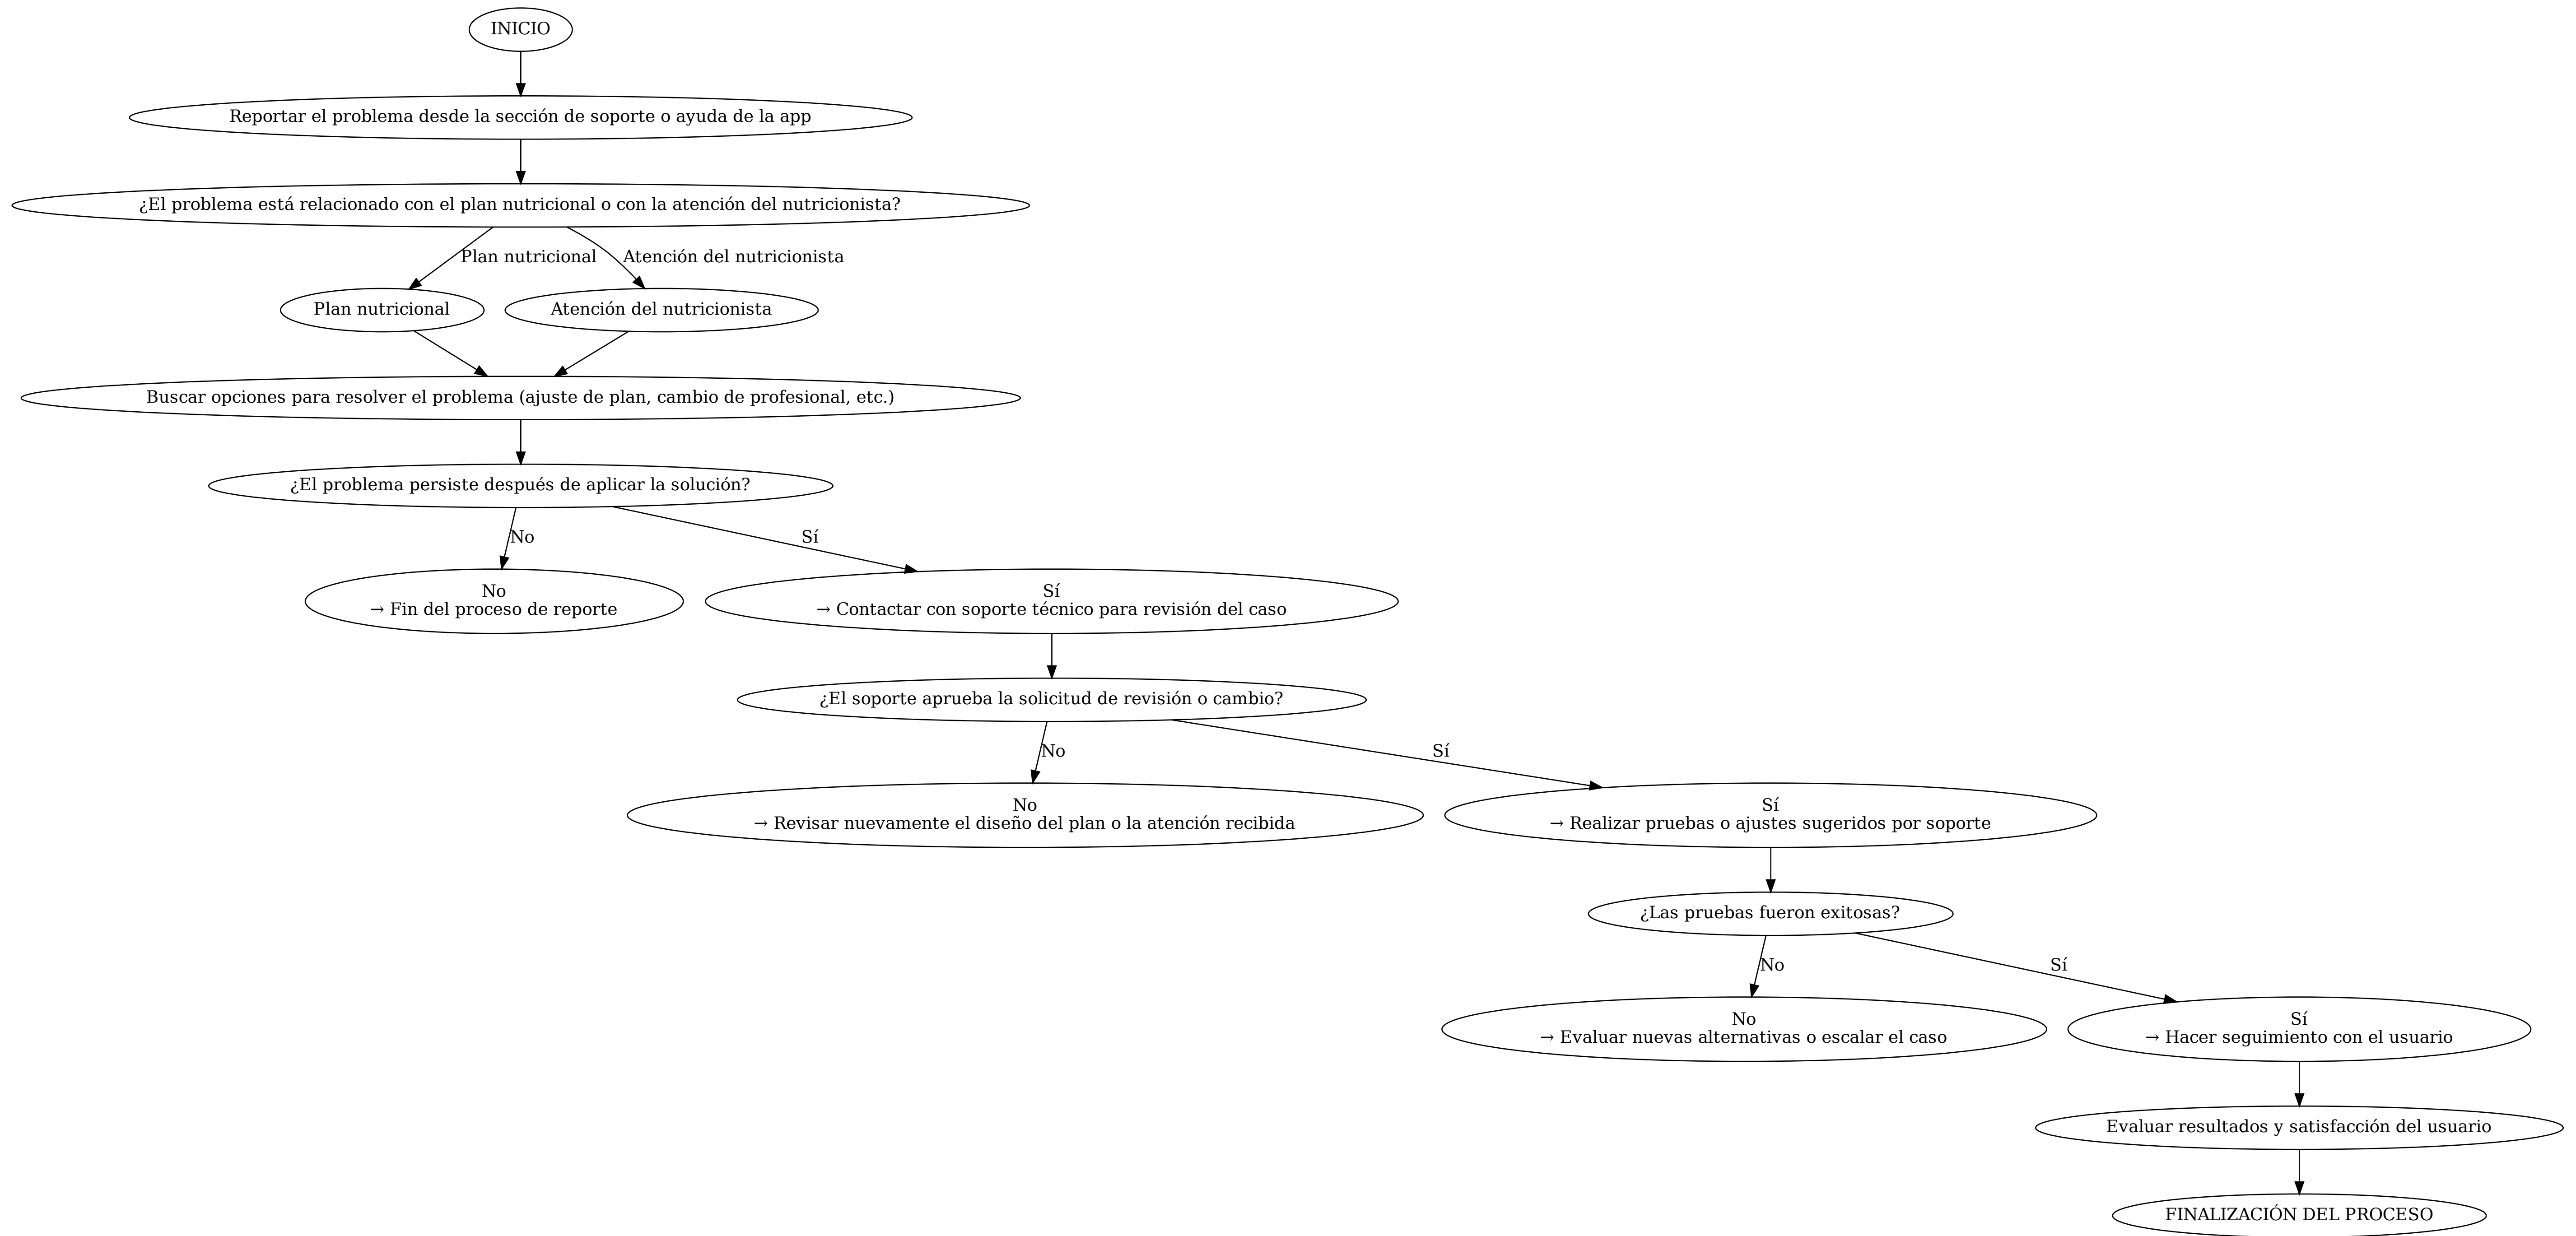 INICIO
Reportar el problema desde la sección de soporte o ayuda de la app
¿El problema está relacionado con el plan nutricional o con la atención del nutricionista?
Plan nutricional
Atención del nutricionista
Plan nutricional
Atención del nutricionista
Buscar opciones para resolver el problema (ajuste de plan, cambio de profesional, etc.)
¿El problema persiste después de aplicar la solución?
No
Sí
No
→ Fin del proceso de reporte
Sí
→ Contactar con soporte técnico para revisión del caso
¿El soporte aprueba la solicitud de revisión o cambio?
No
Sí
No
→ Revisar nuevamente el diseño del plan o la atención recibida
Sí
→ Realizar pruebas o ajustes sugeridos por soporte
¿Las pruebas fueron exitosas?
No
Sí
No
→ Evaluar nuevas alternativas o escalar el caso
Sí
→ Hacer seguimiento con el usuario
Evaluar resultados y satisfacción del usuario
FINALIZACIÓN DEL PROCESO